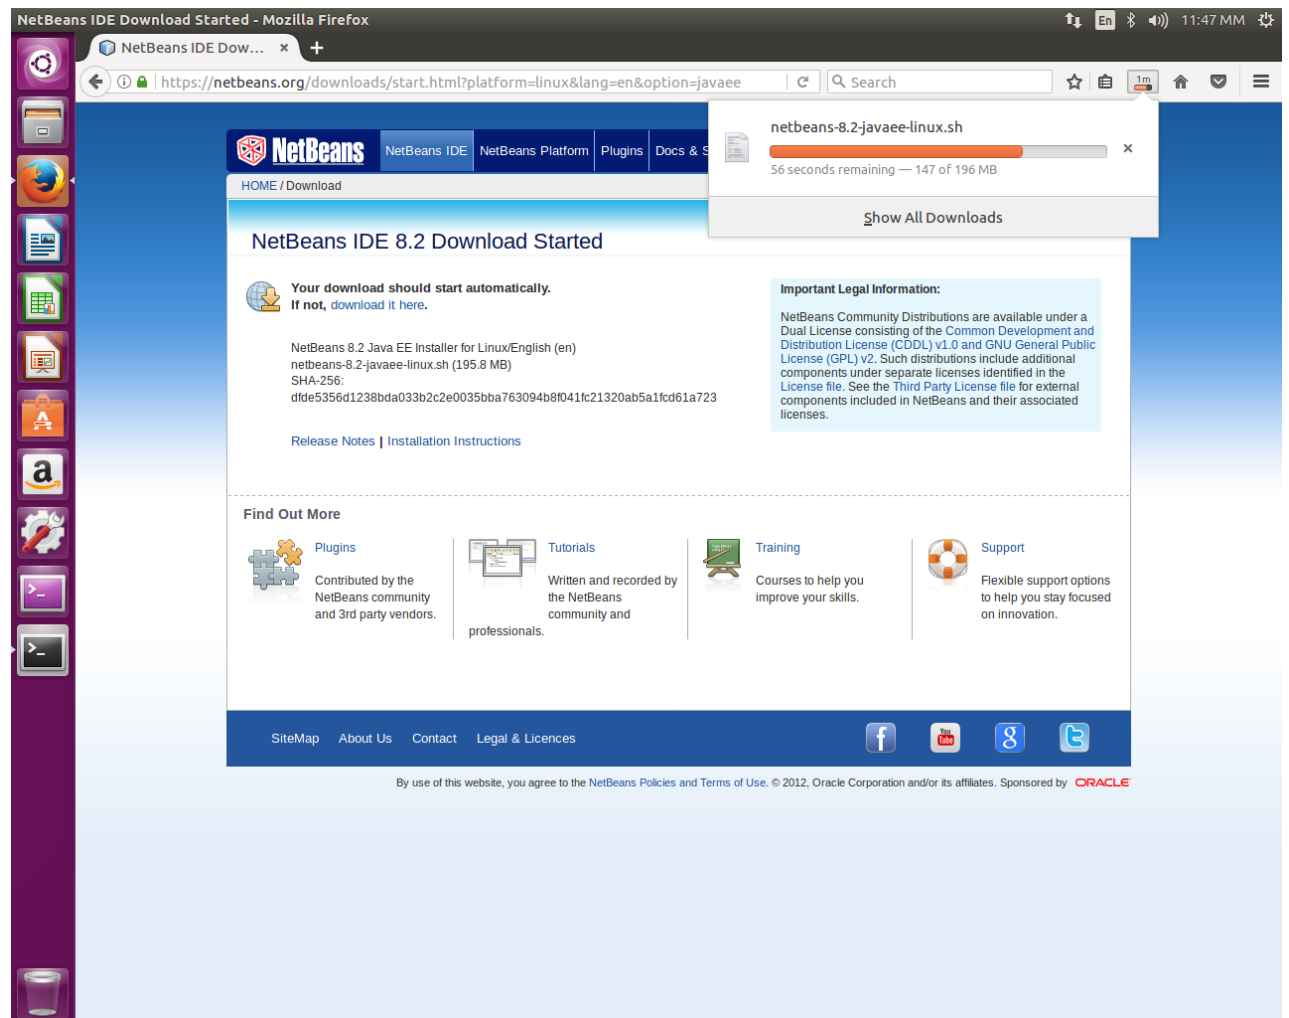 NetBeans IDE Download Started - Mozilla Firefox
En
11:47 MM
NetBeans IDE Dow...
https://netbeans.org/downloads/start.html?platform=linux&lang=en&option=javaee
Search
1m
netbeans-8.2-javaee-linux.sh
56 seconds remaining — 147 of 196 MB
Show All Downloads
NetBeans
NetBeans IDE
NetBeans Platform
Plugins
Docs & S
HOME / Download
NetBeans IDE 8.2 Download Started
Your download should start automatically.
If not, download it here.
NetBeans 8.2 Java EE Installer for Linux/English (en)
netbeans-8.2-javaee-linux.sh (195.8 MB)
SHA-256:
dfde5356d1238bda033b2c2e0035bba763094b8f041fc21320ab5a1fcd61a723
Release Notes | Installation Instructions
Important Legal Information:
NetBeans Community Distributions are available under a
Dual License consisting of the Common Development and
Distribution License (CDDL) v1.0 and GNU General Public
License (GPL) v2. Such distributions include additional
components under separate licenses identified in the
License file. See the Third Party License file for external
components included in NetBeans and their associated
licenses.
Find Out More
Plugins
Contributed by the
NetBeans community
and 3rd party vendors.
Tutorials
Written and recorded by
the NetBeans
community and
professionals.
Training
Courses to help you
improve your skills.
Support
Flexible support options
to help you stay focused
on innovation.
SiteMap
About Us
Contact
Legal & Licences
You
Tube
By use of this website, you agree to the NetBeans Policies and Terms of Use. © 2012, Oracle Corporation and/or its affiliates. Sponsored by ORACLE